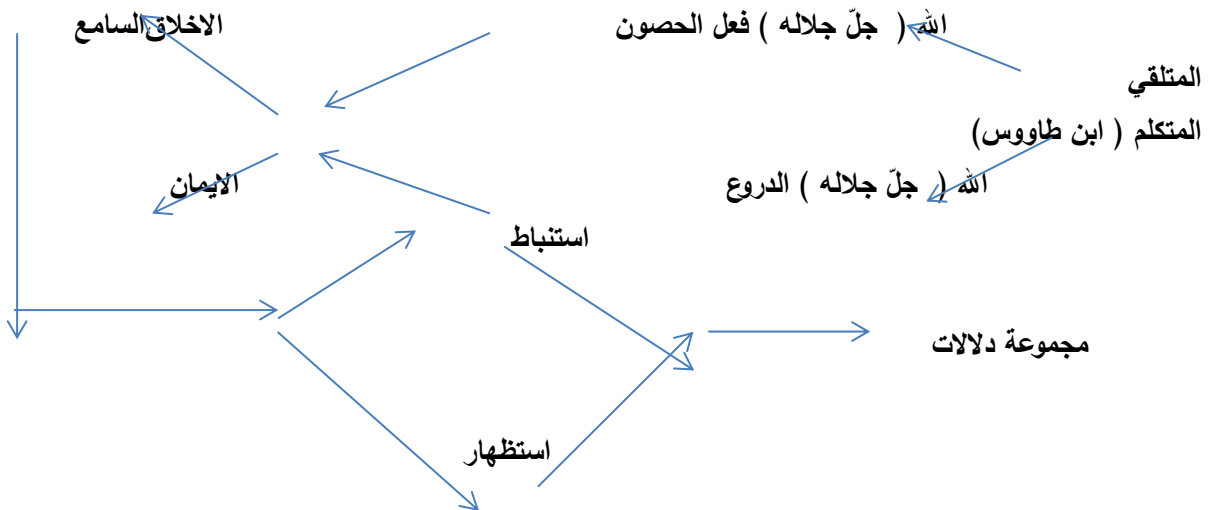 الله ( جلّ جلاله ) فعل الحصون
الاخلاق
السامع
المتلقي
المتكلم ( ابن طاووس)
الله ( جلّ جلاله ) الدروع
الايمان
استنباط
مجموعة دلالات
استظهار